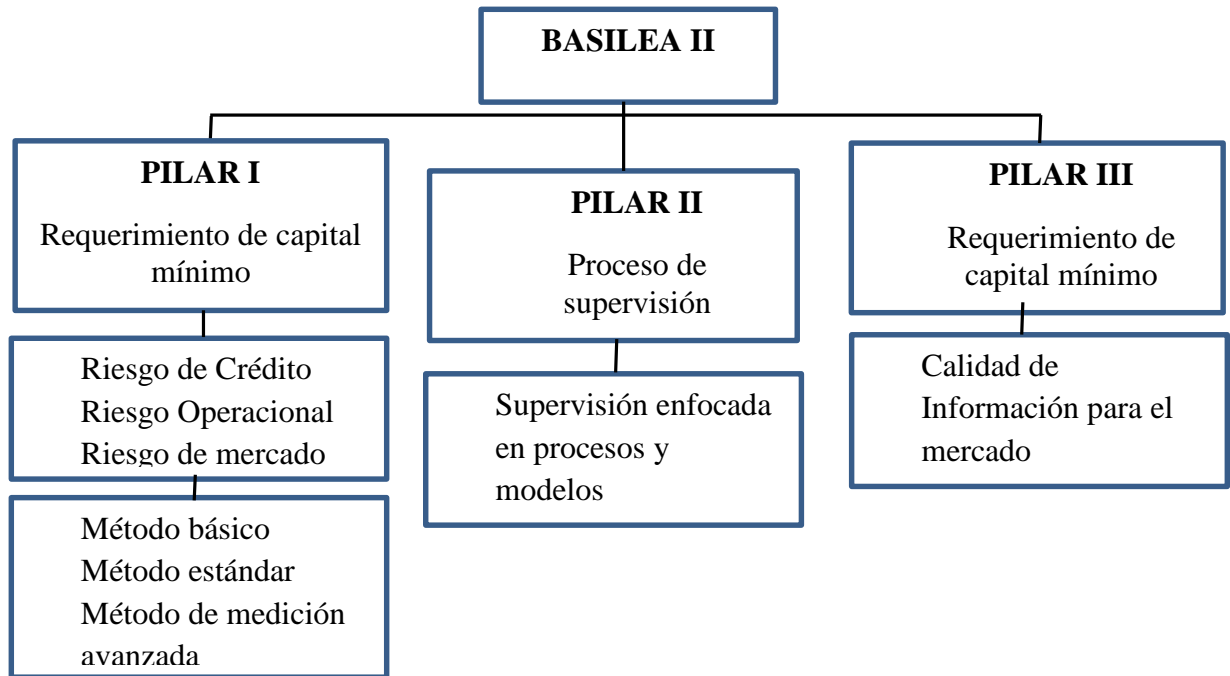 BASILEA II
PILAR I
Requerimiento de capital
mínimo
Riesgo de Crédito
Riesgo Operacional
Riesgo de mercado
Método básico
Método estándar
Método de medición
avanzada
PILAR II
Proceso de
supervisión
Supervisión enfocada
en procesos y
modelos
PILAR III
Requerimiento de
capital mínimo
Calidad de
Información para el
mercado